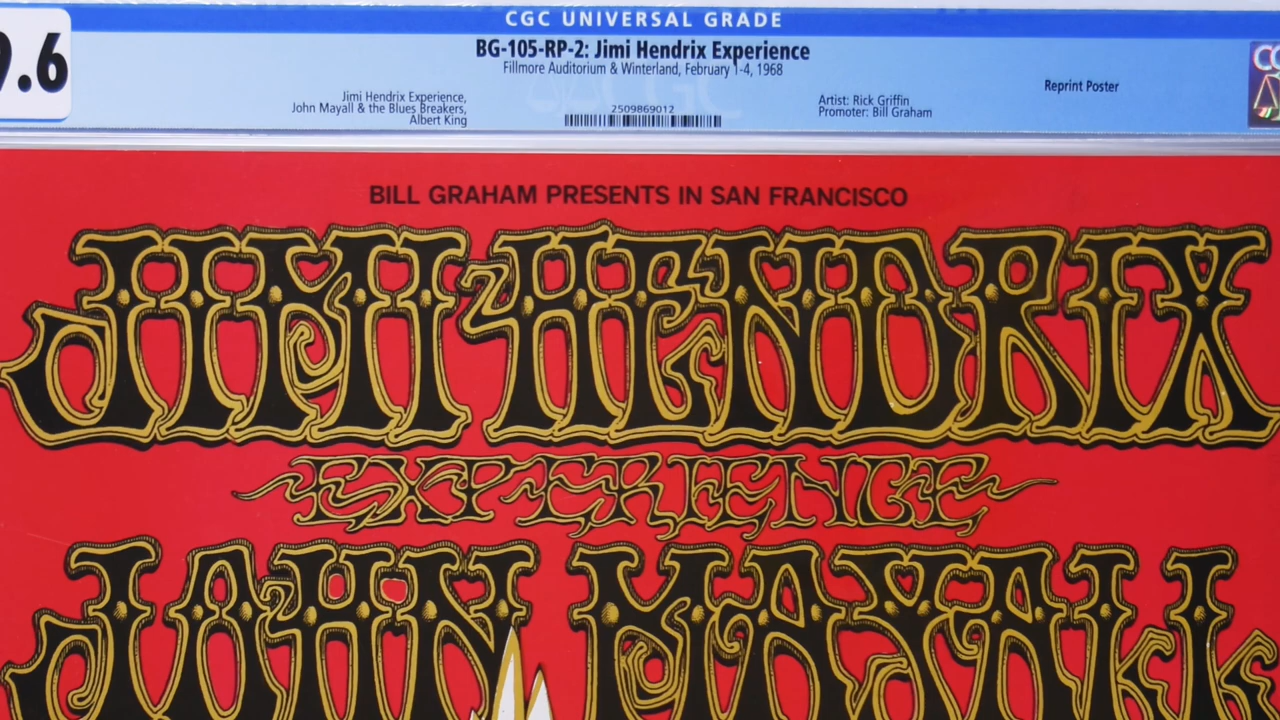 CGC UNIVERSAL GRADE
9.6
BG-105-RP-2: Jimi Hendrix Experience
Fillmore Auditorium & Winterland, February 1-4, 1968
Reprint Poster
Jimi Hendrix Experience,
John Mayall & the Blues Breakers,
Albert King
2509869012
Artist: Rick Griffin
Promoter: Bill Graham
BILL GRAHAM PRESENTS IN SAN FRANCISCO
JIMI HENDRIX
EXPERIENCE
JOHN MAYALL